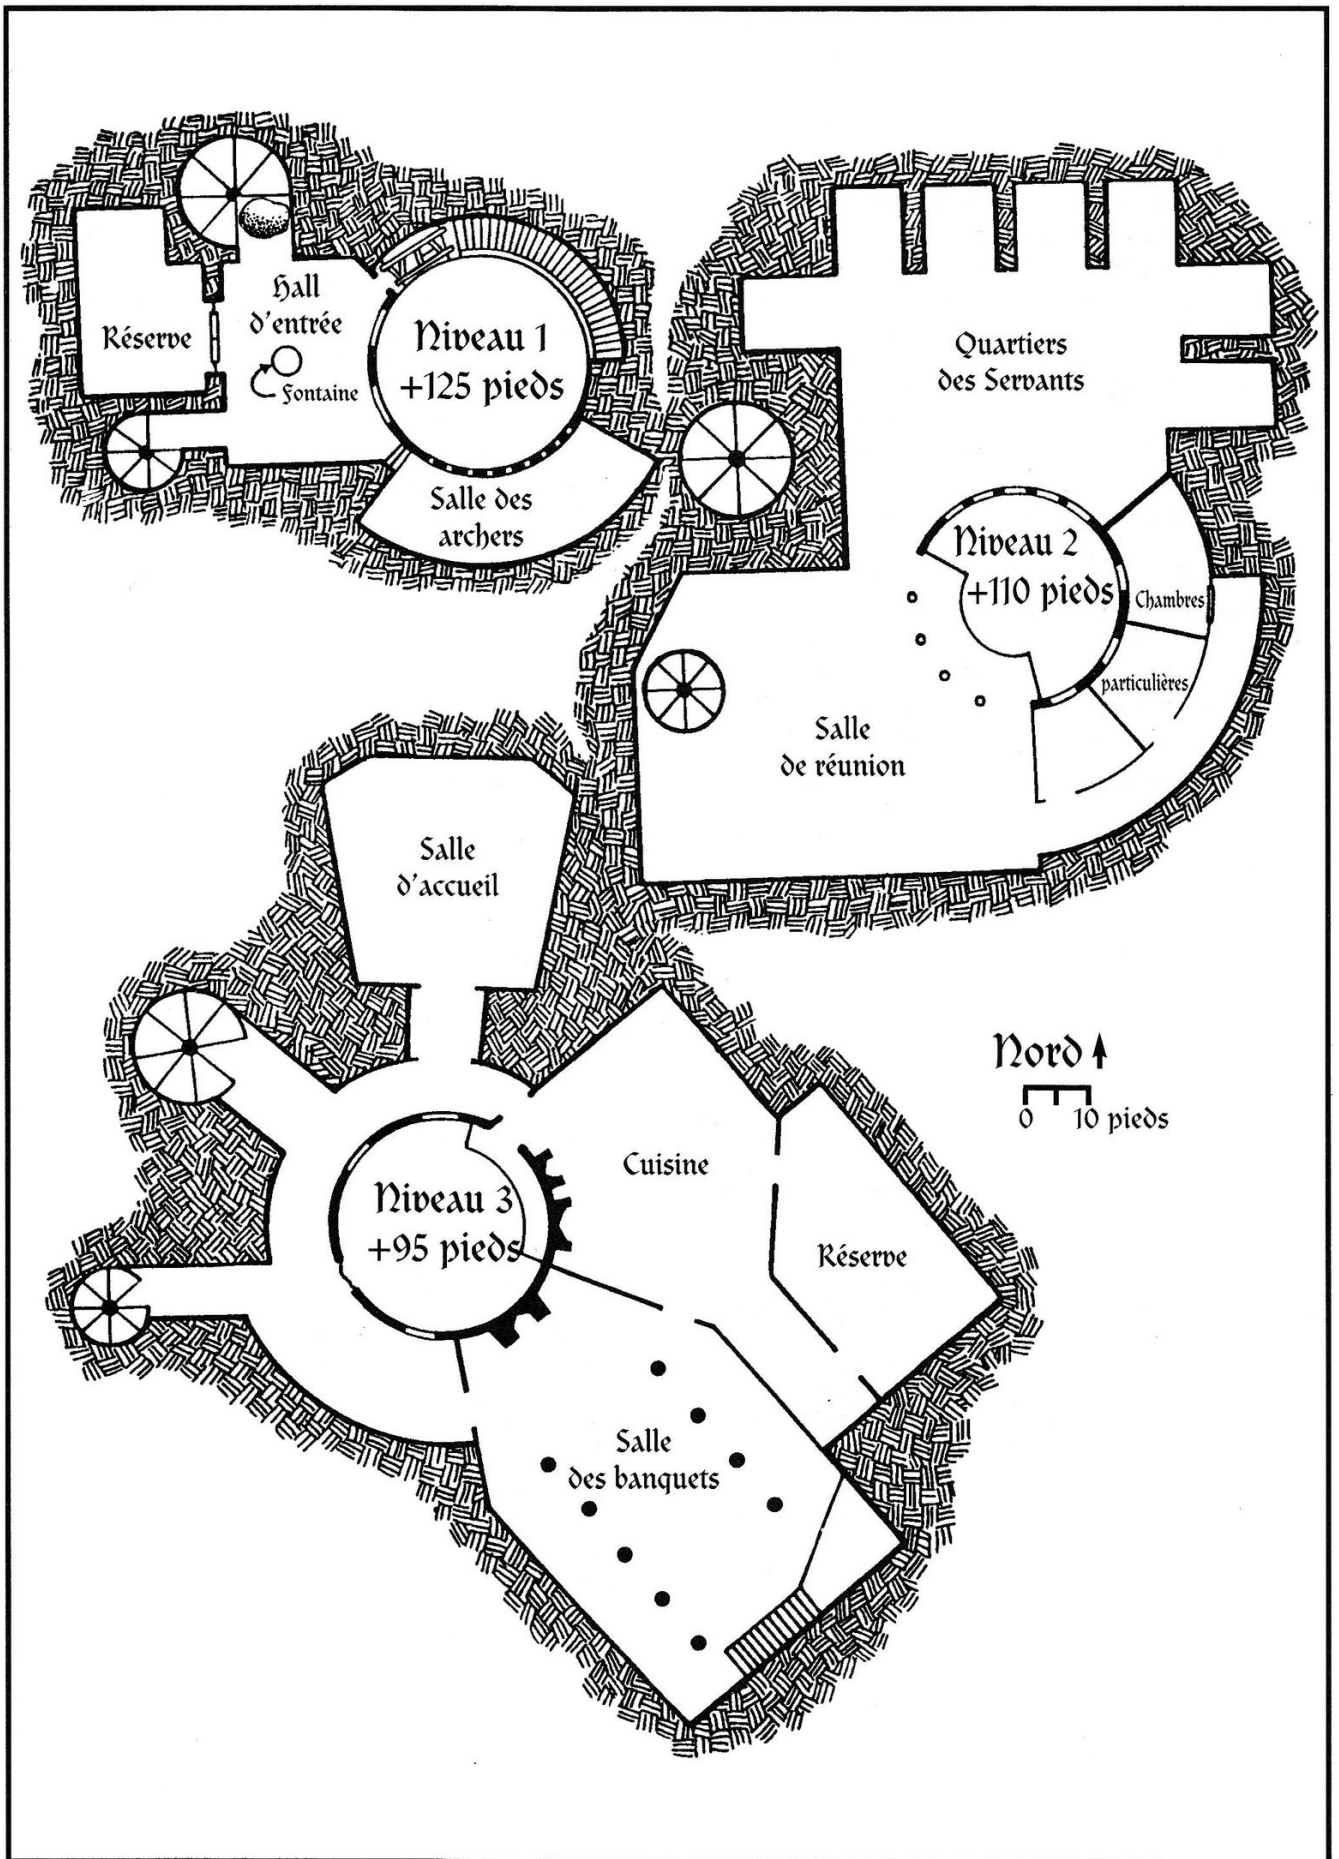 Hall
d'entrée
Réserve
Fontaine
Niveau 1
+125 pieds
Salle des
archers
Quartiers
des Servants
Niveau 2
+110 pieds
Chambres
particulières
Salle
de réunion
Salle
d'accueil
Nord
0 10 pieds
Cuisine
Niveau 3
+95 pieds
Réserve
Salle
des banquets